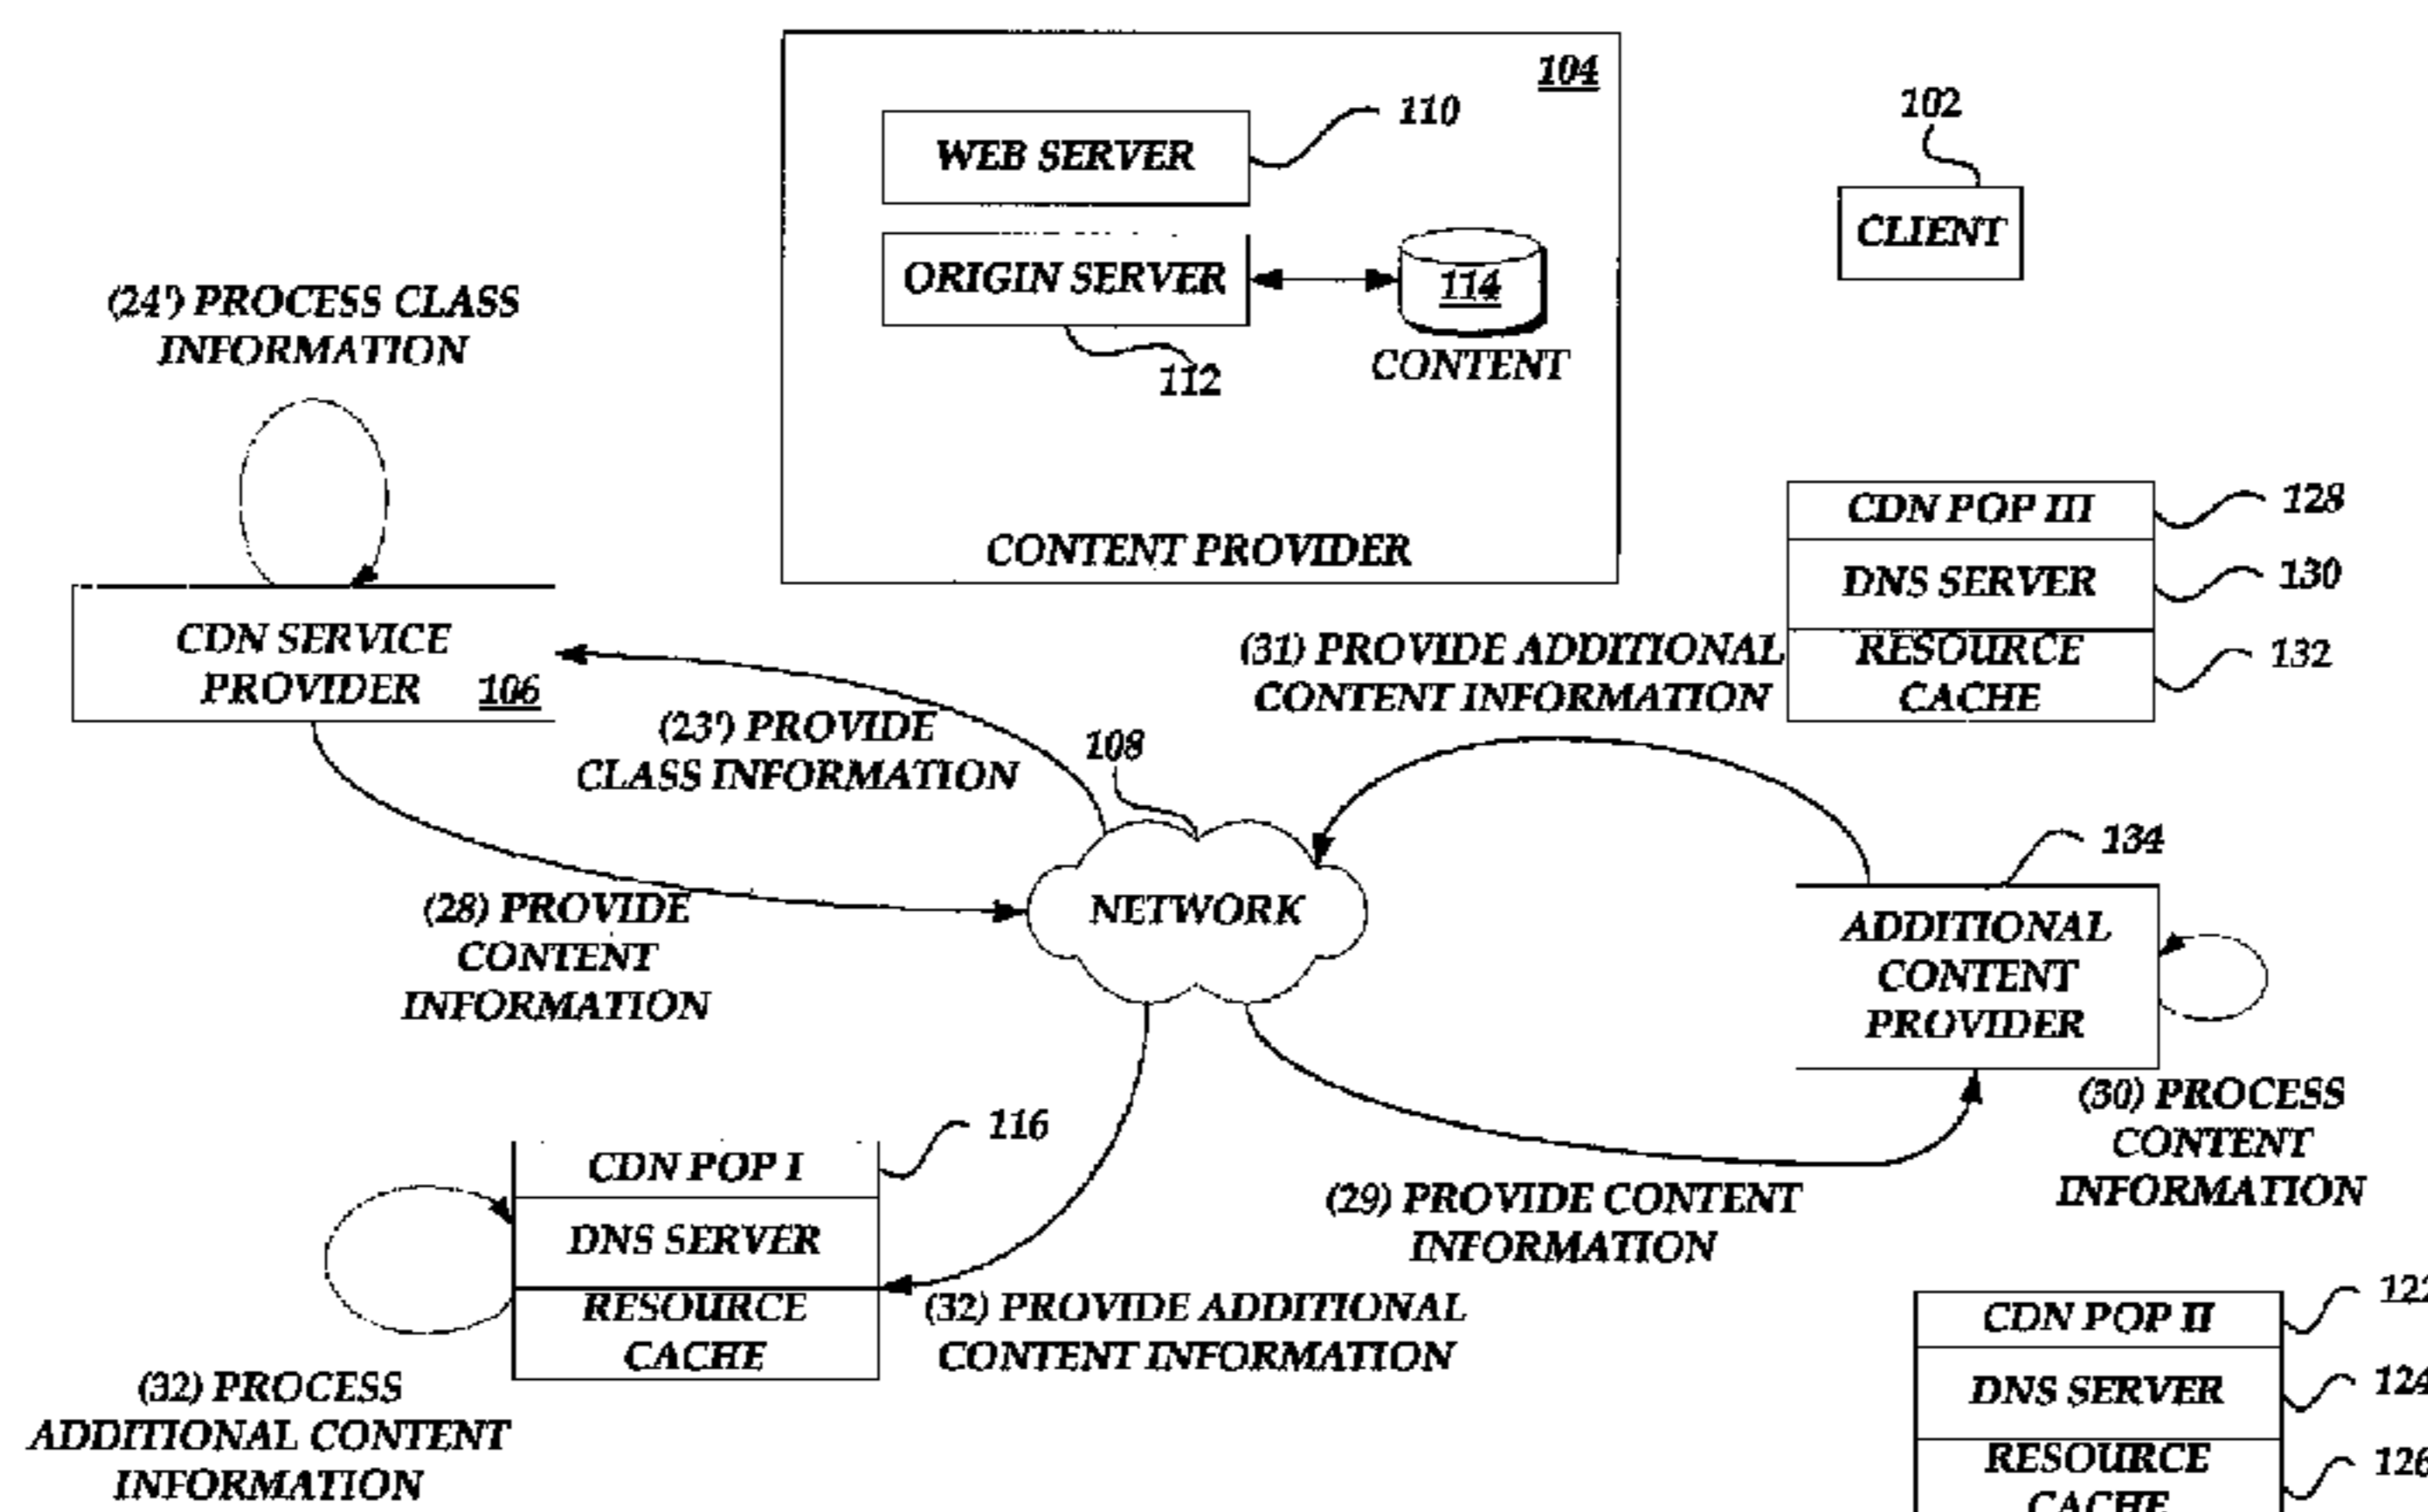 104
WEB SERVER
110
ORIGIN SERVER
114
CONTENT
112
CONTENT PROVIDER
102
CLIENT
(24') PROCESS CLASS
INFORMATION
CDN SERVICE
PROVIDER 106
(23') PROVIDE
CLASS INFORMATION
(28) PROVIDE
CONTENT
INFORMATION
108
NETWORK
(31) PROVIDE ADDITIONAL
CONTENT INFORMATION
CDN POP III
128
DNS SERVER
130
RESOURCE
CACHE
132
134
ADDITIONAL
CONTENT
PROVIDER
(30) PROCESS
CONTENT
INFORMATION
(29) PROVIDE CONTENT
INFORMATION
CDN POP I
116
DNS SERVER
RESOURCE
CACHE
(32) PROVIDE ADDITIONAL
CONTENT INFORMATION
(32) PROCESS
ADDITIONAL CONTENT
INFORMATION
CDN POP II
122
DNS SERVER
124
RESOURCE
CACHE
126